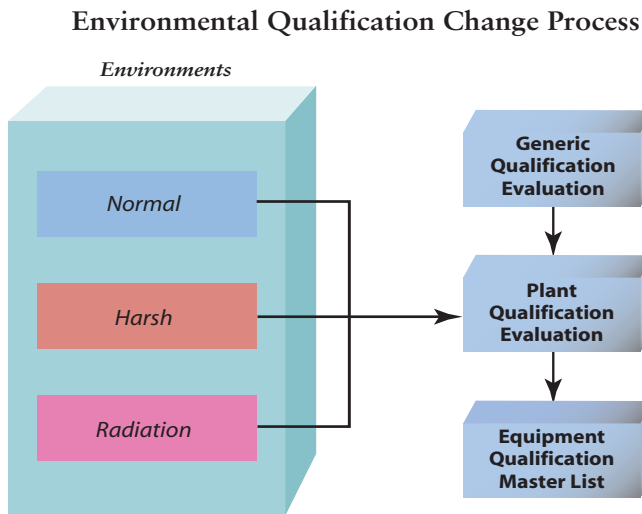 Environmental Qualification Change Process
Environments
Normal
Harsh
Radiation
Generic
Qualification
Evaluation
Plant
Qualification
Evaluation
Equipment
Qualification
Master List